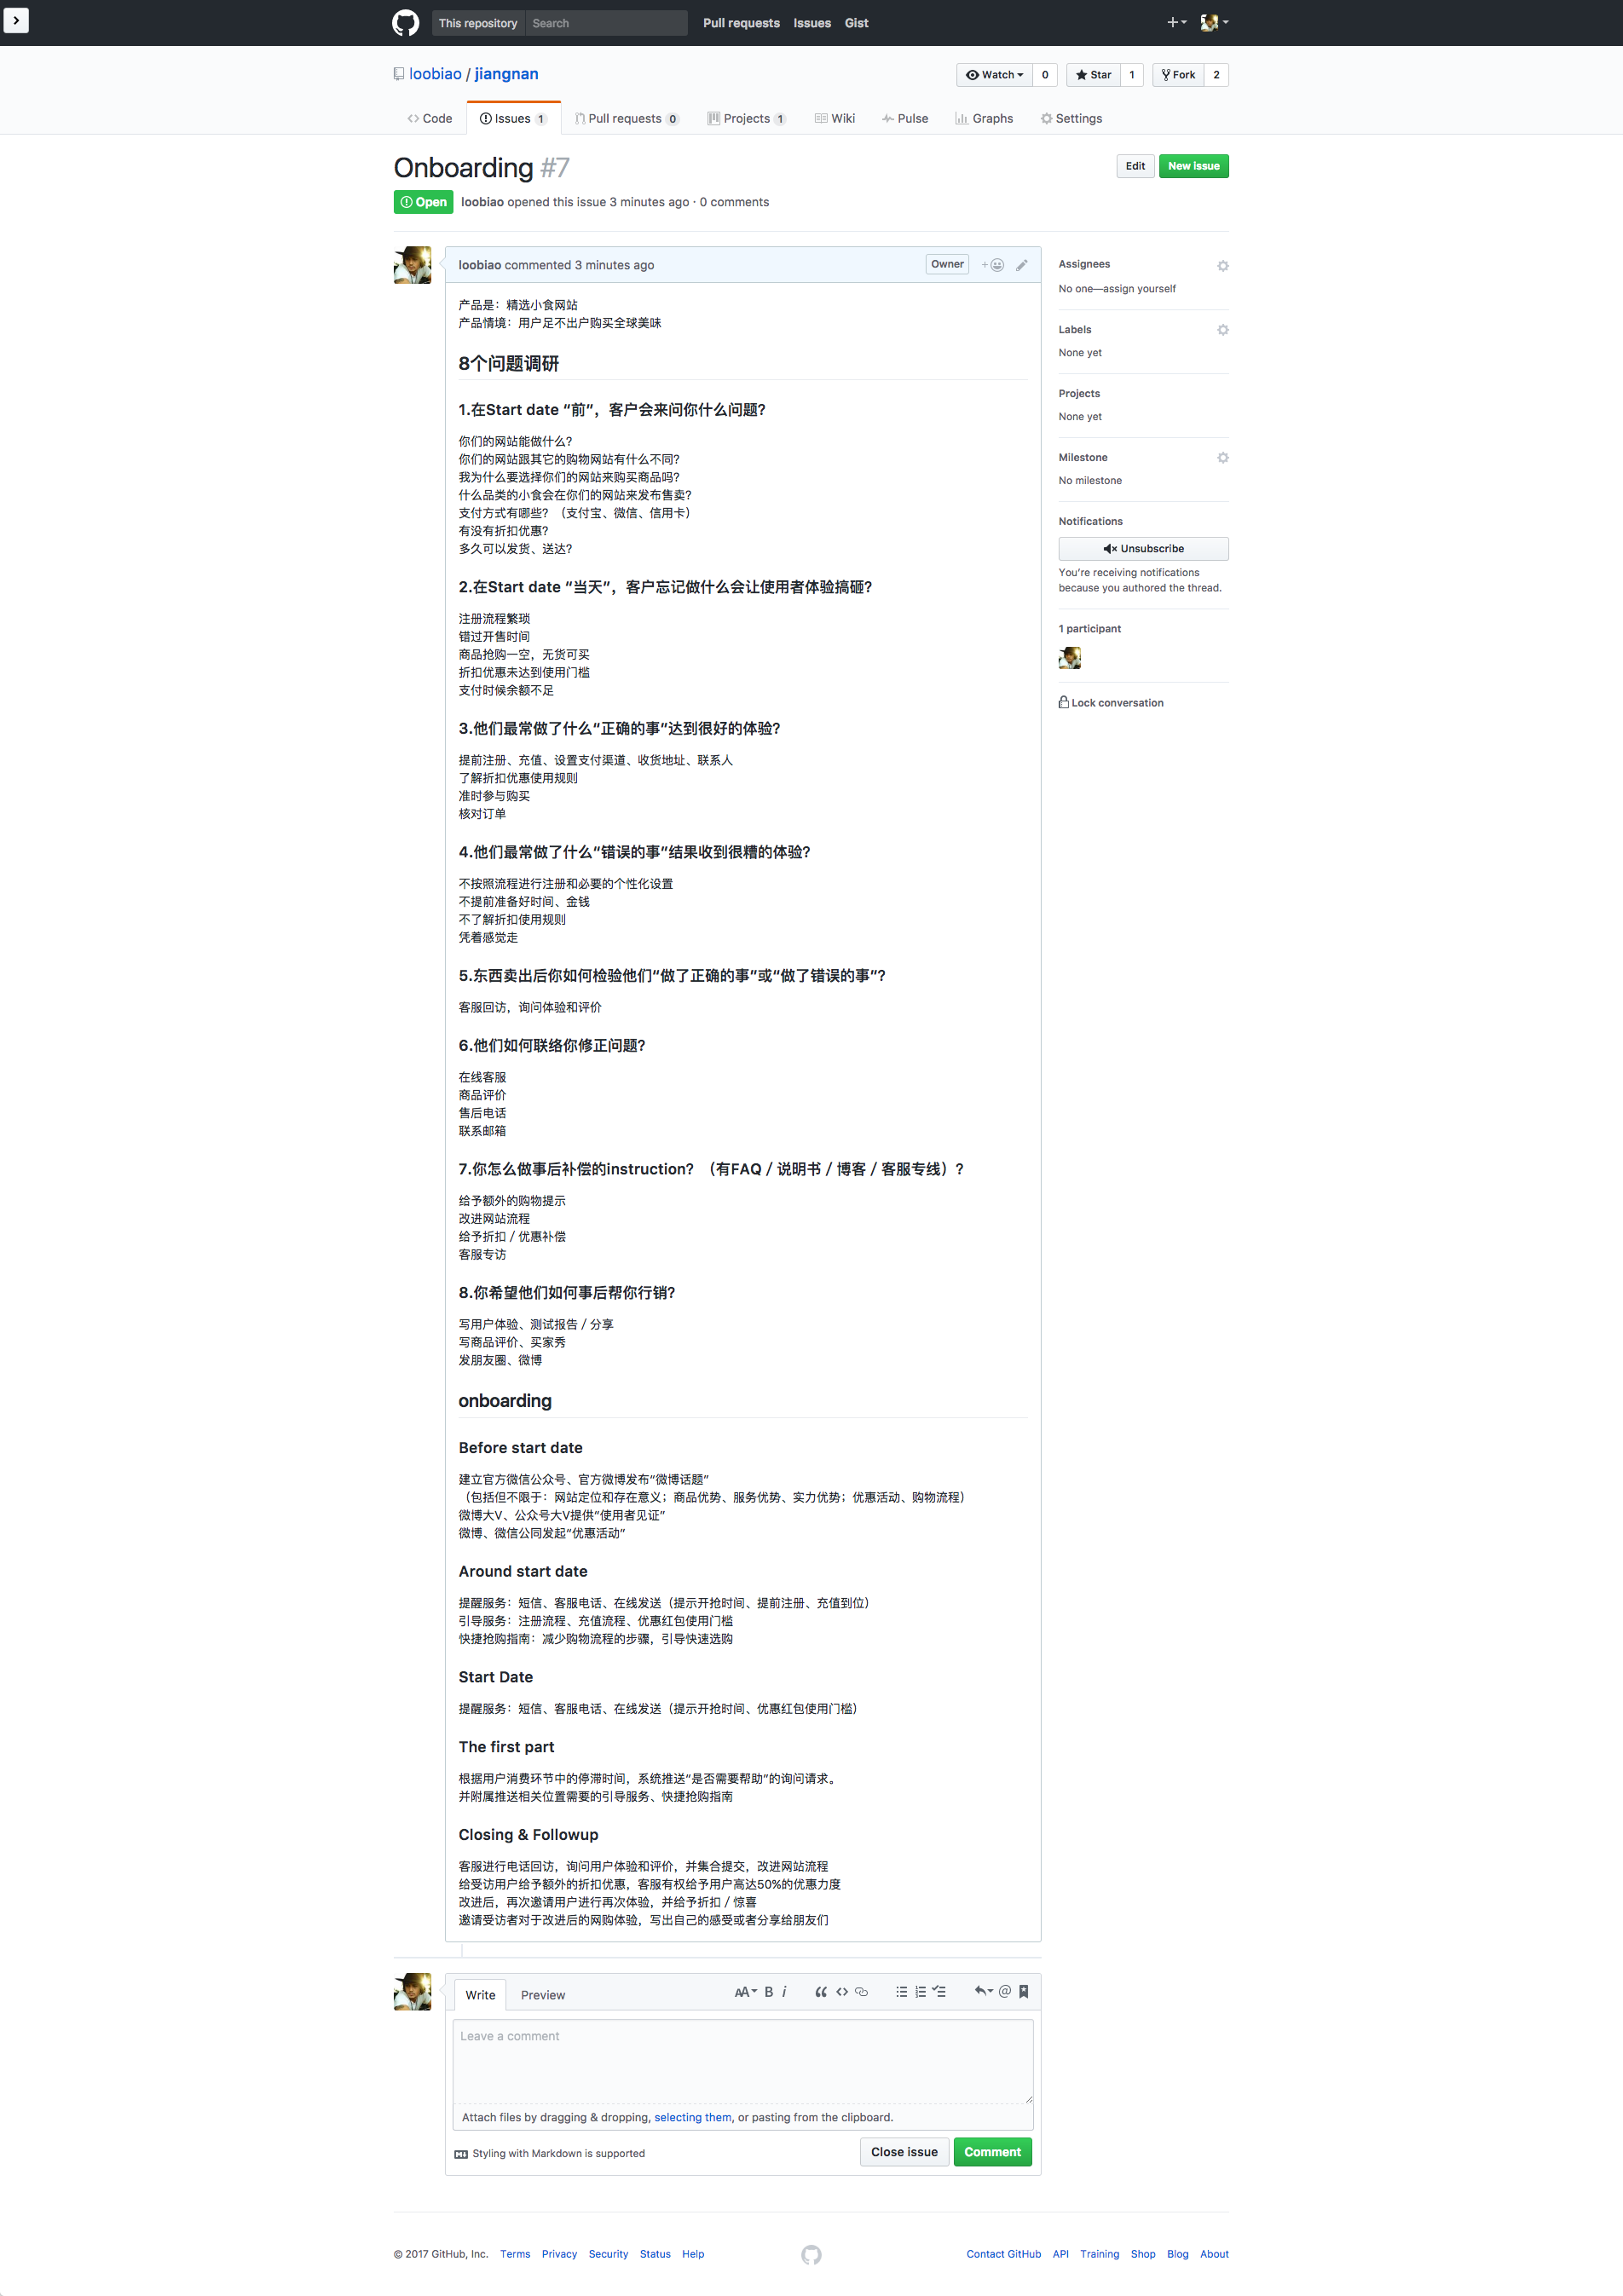 This repository Search Pull requests Issues Gist
loobiao / jiangnan
Watch 0 Star 1 Fork 2
Code Issues 1 Pull requests 0 Projects 1 Wiki Pulse Graphs Settings
Onboarding #7
Edit New issue
Open loobiao opened this issue 3 minutes ago · 0 comments
loobiao commented 3 minutes ago Owner
产品是：精选小食网站
产品情境：用户足不出户购买全球美味
8个问题调研
1.在Start date “前”，客户会来问你什么问题？
你们的网站能做什么？
你们的网站跟其它的购物网站有什么不同？
我为什么要选择你们的网站来购买商品吗？
什么品类的小食会在你们的网站来发布售卖？
支付方式有哪些？（支付宝、微信、信用卡）
有没有折扣优惠？
多久可以发货、送达？
2.在Start date “当天”，客户忘记做什么会让使用者体验搞砸？
注册流程繁琐
错过开售时间
商品抢购一空，无货可买
折扣优惠未达到使用门槛
支付时候余额不足
3.他们最常做了什么“正确的事”达到很好的体验？
提前注册、充值、设置支付渠道、收货地址、联系人
了解折扣优惠使用规则
准时参与购买
核对订单
4.他们最常做了什么“错误的事”结果收到很糟的体验？
不按照流程进行注册和必要的个性化设置
不提前准备好时间、金钱
不了解折扣使用规则
凭着感觉走
5.东西卖出后你如何检验他们“做了正确的事”或“做了错误的事”？
客服回访，询问体验和评价
6.他们如何联络你修正问题？
在线客服
商品评价
售后电话
联系邮箱
7.你怎么做事后补偿的instruction？（有FAQ / 说明书 / 博客 / 客服专线）？
给予额外的购物提示
改进网站流程
给予折扣 / 优惠补偿
客服专访
8.你希望他们如何事后帮你行销？
写用户体验、测试报告 / 分享
写商品评价、买家秀
发朋友圈、微博
onboarding
Before start date
建立官方微信公众号、官方微博发布“微博话题”
（包括但不限于：网站定位和存在意义；商品优势、服务优势、实力优势；优惠活动、购物流程）
微博大V、公众号大V提供“使用者见证”
微博、微信公同发起“优惠活动”
Around start date
提醒服务：短信、客服电话、在线发送（提示开抢时间、提前注册、充值到位）
引导服务：注册流程、充值流程、优惠红包使用门槛
快捷抢购指南：减少购物流程的步骤，引导快速选购
Start Date
提醒服务：短信、客服电话、在线发送（提示开抢时间、优惠红包使用门槛）
The first part
根据用户消费环节中的停滞时间，系统推送“是否需要帮助”的询问请求。
并附属推送相关位置需要的引导服务、快捷抢购指南
Closing & Followup
客服进行电话回访，询问用户体验和评价，并集合提交，改进网站流程
给受访用户给予额外的折扣优惠，客服有权给予用户高达50%的优惠力度
改进后，再次邀请用户进行再次体验，并给予折扣 / 惊喜
邀请受访者对于改进后的网购体验，写出自己的感受或者分享给朋友们
Assignees
No one—assign yourself
Labels
None yet
Projects
None yet
Milestone
No milestone
Notifications
Unsubscribe
You’re receiving notifications
because you authored the thread.
1 participant
Lock conversation
Write Preview AA B i
Leave a comment
Attach files by dragging & dropping, selecting them, or pasting from the clipboard.
Styling with Markdown is supported
Close issue Comment
© 2017 GitHub, Inc. Terms Privacy Security Status Help
Contact GitHub API Training Shop Blog About